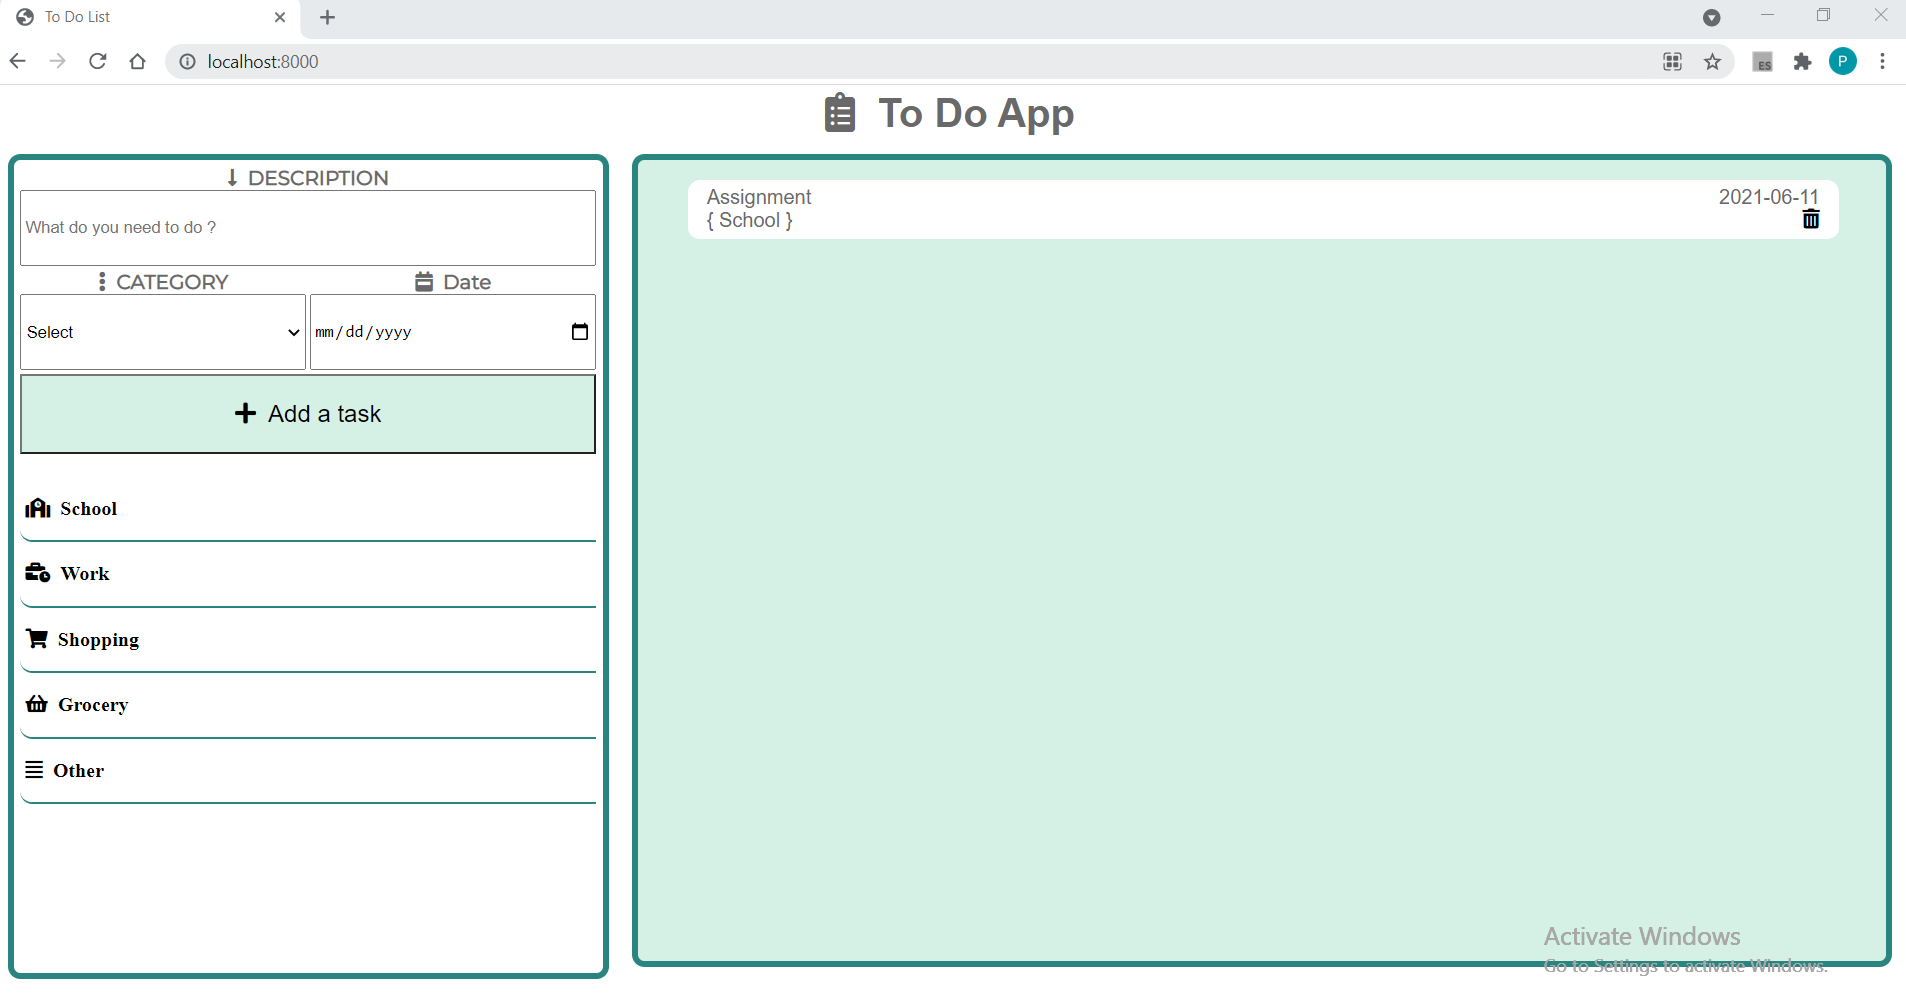 To Do List
localhost:8000
ES
P
To Do App
DESCRIPTION
What do you need to do ?
CATEGORY
Date
Select
mm/dd/yyyy
Add a task
School
Work
Shopping
Grocery
Other
Assignment
2021-06-11
{ School }
Activate Windows
Go to Settings to activate Windows.